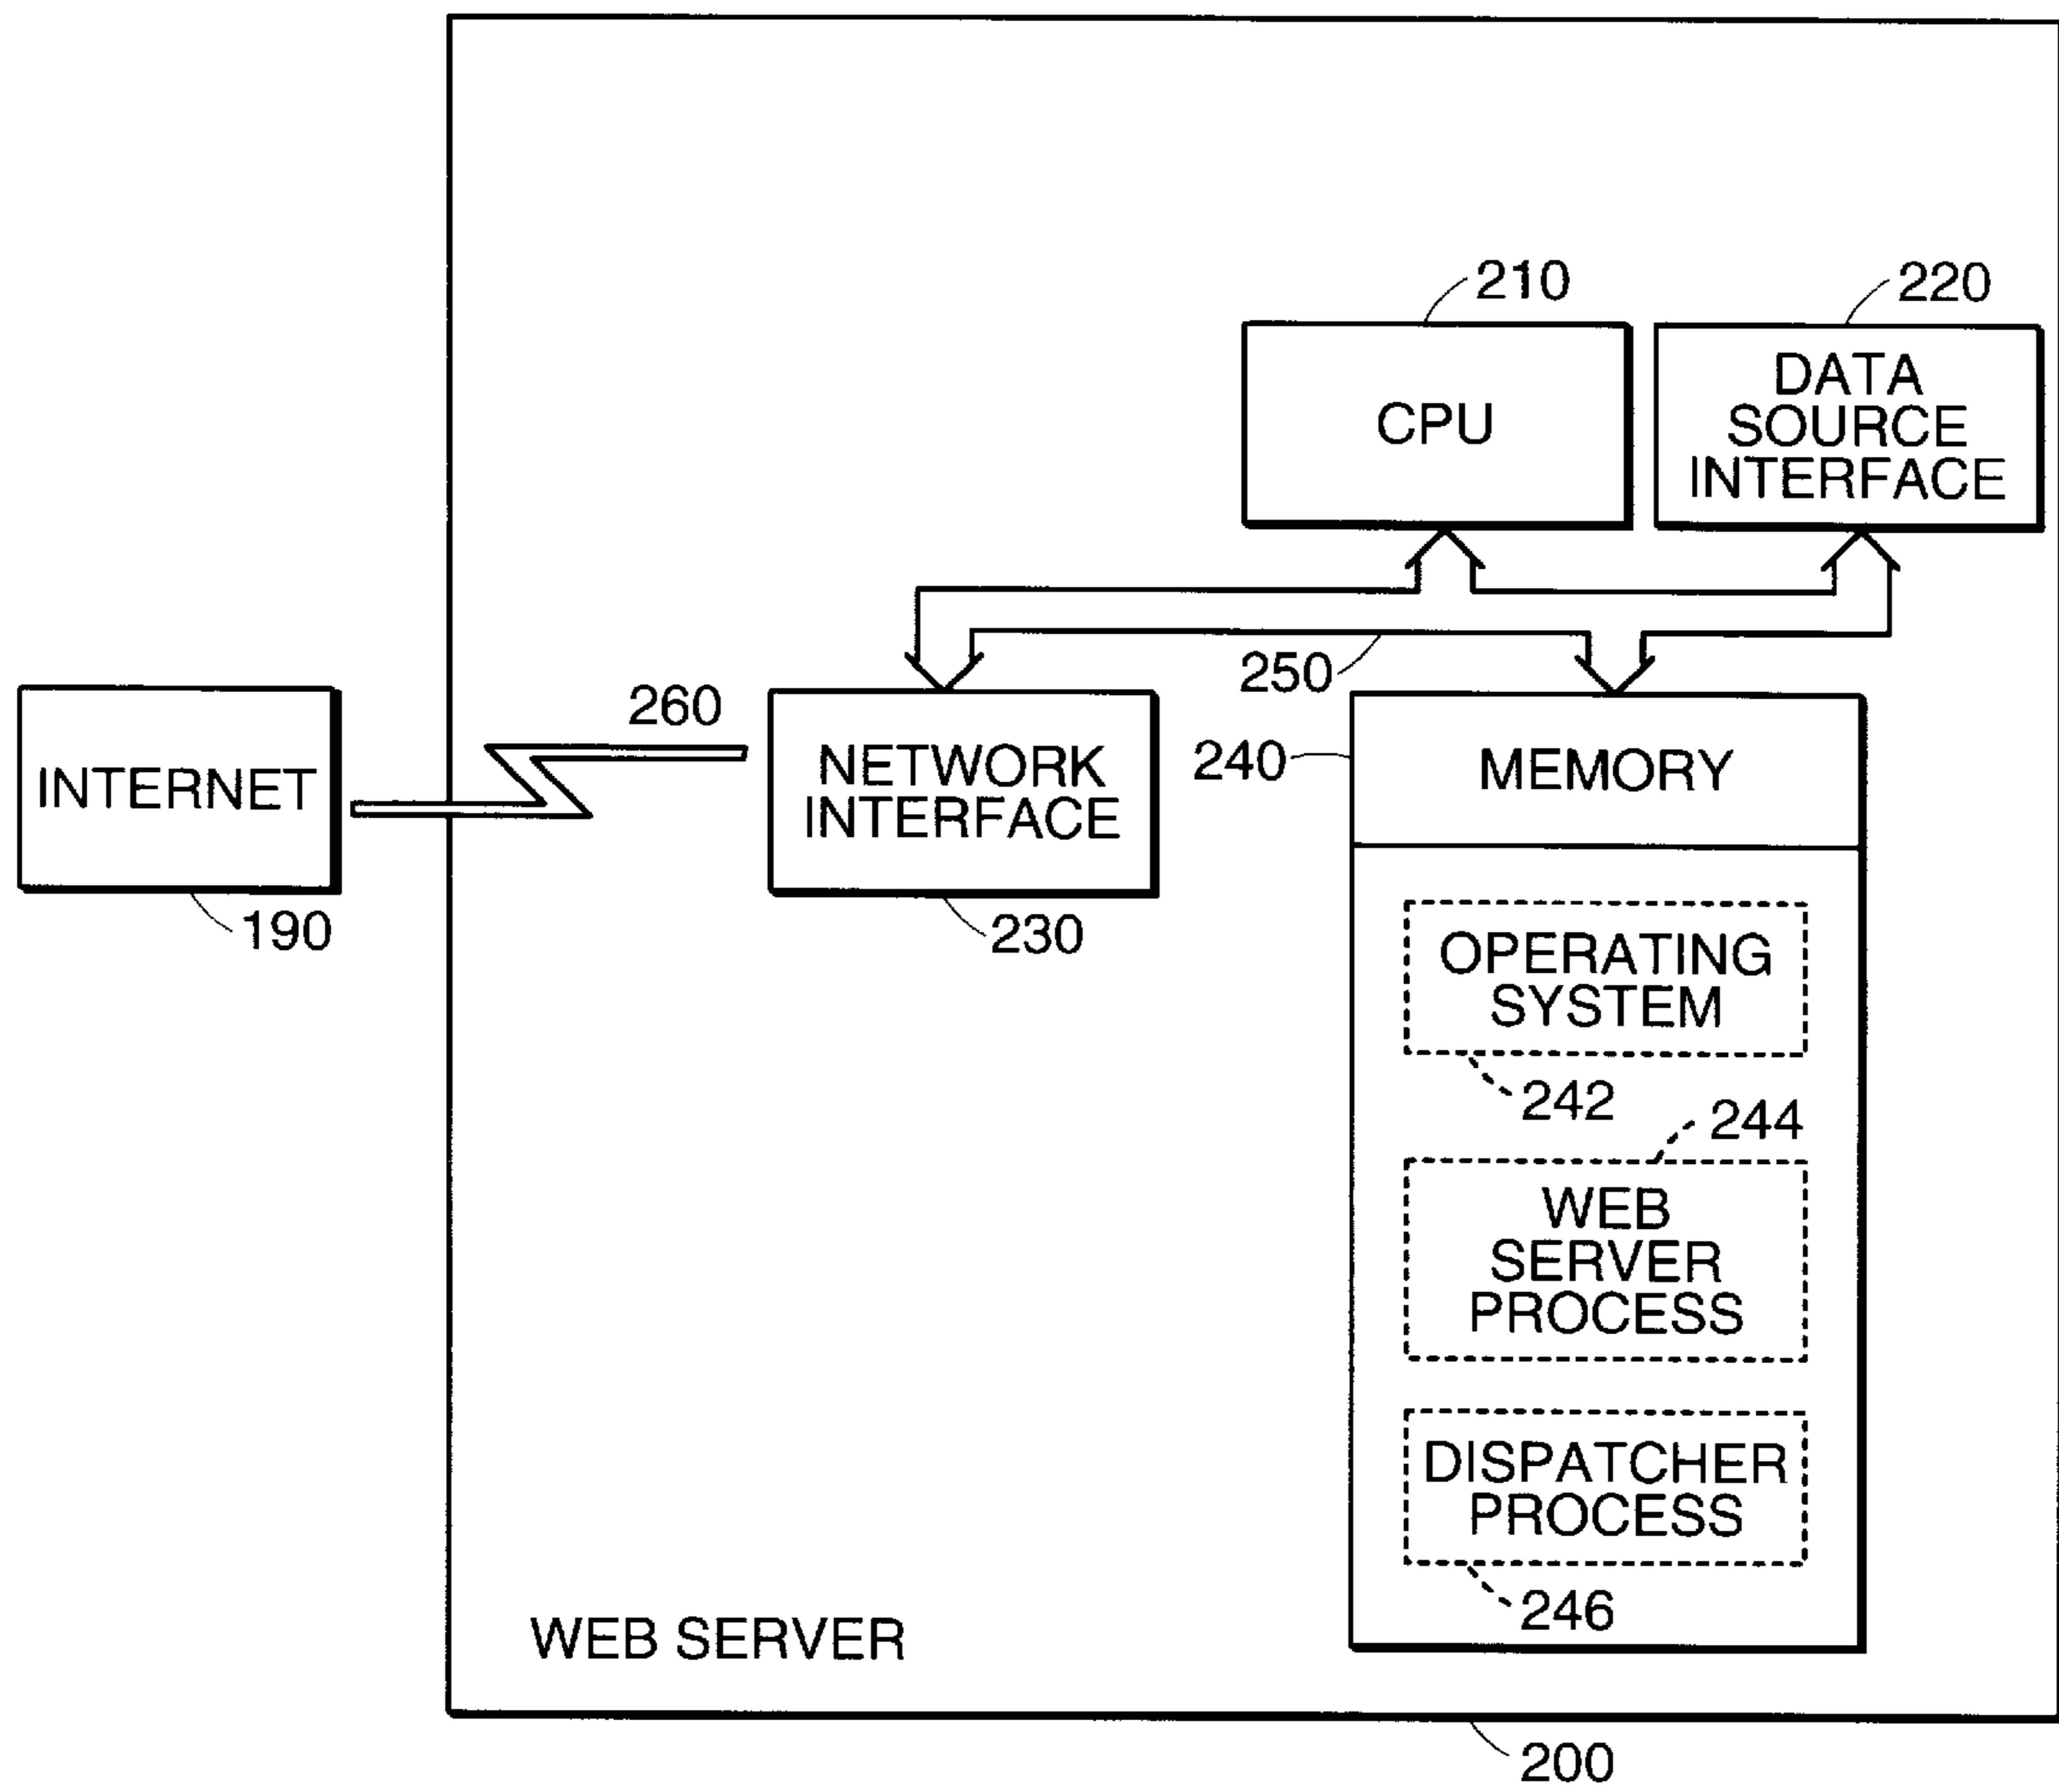 210
220
CPU
DATA
SOURCE
INTERFACE
250
260
INTERNET
190
NETWORK
INTERFACE
230
240
MEMORY
OPERATING
SYSTEM
242
244
WEB
SERVER
PROCESS
DISPATCHER
PROCESS
246
WEB SERVER
200